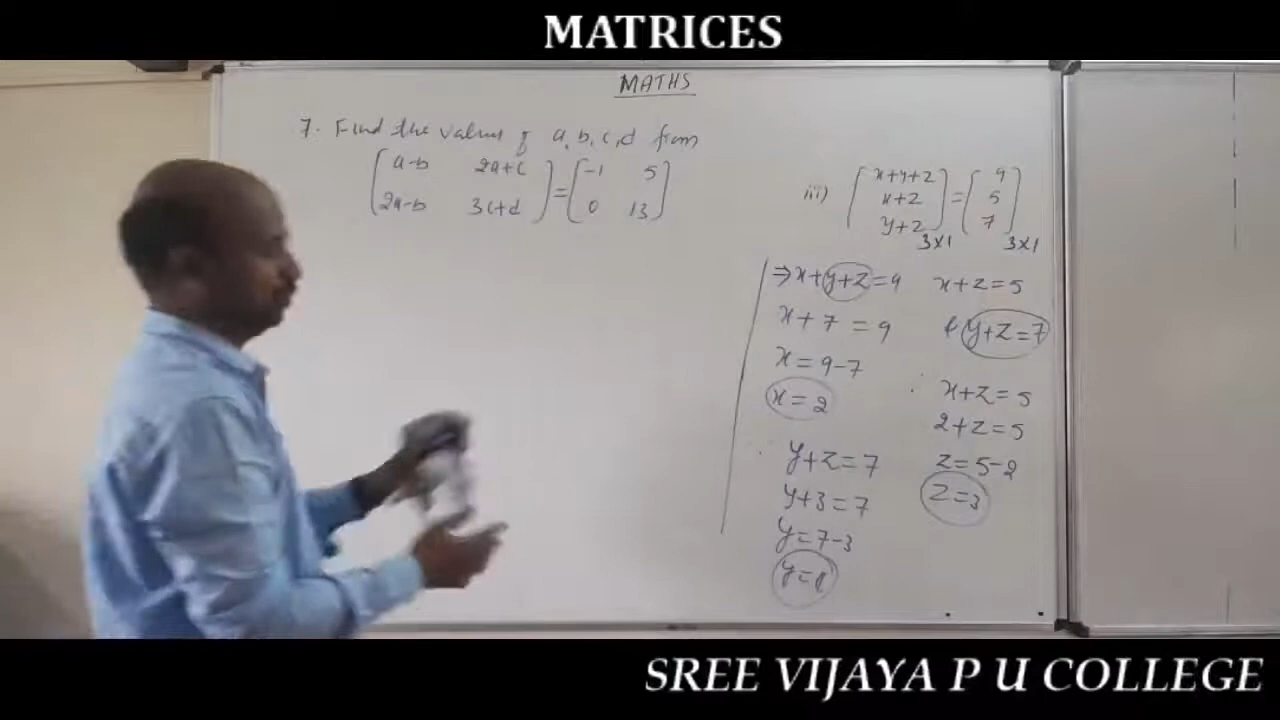 MATRICES
MATHS
7. Find the values of a, b, c, d from
[a-b 2a+c] = [-1 5]
[2a-b 3c+d] [0 13]
iii) [x+y+z] = [9]
[x+z] [5]
[y+z]3x1 [7]3x1
⇒ x+y+z=9 x+z=5
x+7=9 & y+z=7
x=9-7
x=2
x+z=5
2+z=5
z=5-2
z=3
y+z=7
y+3=7
y=7-3
SREE VIJAYA P U COLLEGE